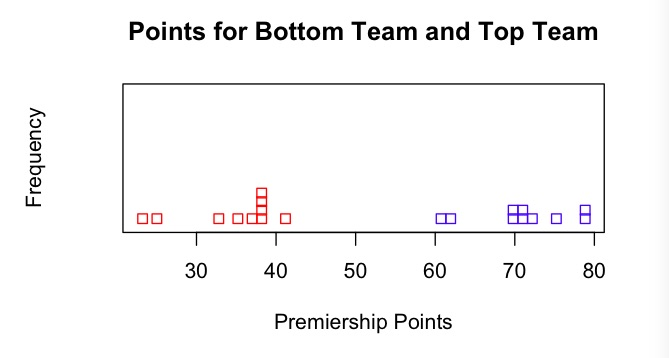 Points for Bottom Team and Top Team
Frequency
30 40 50 60 70 80
Premiership Points